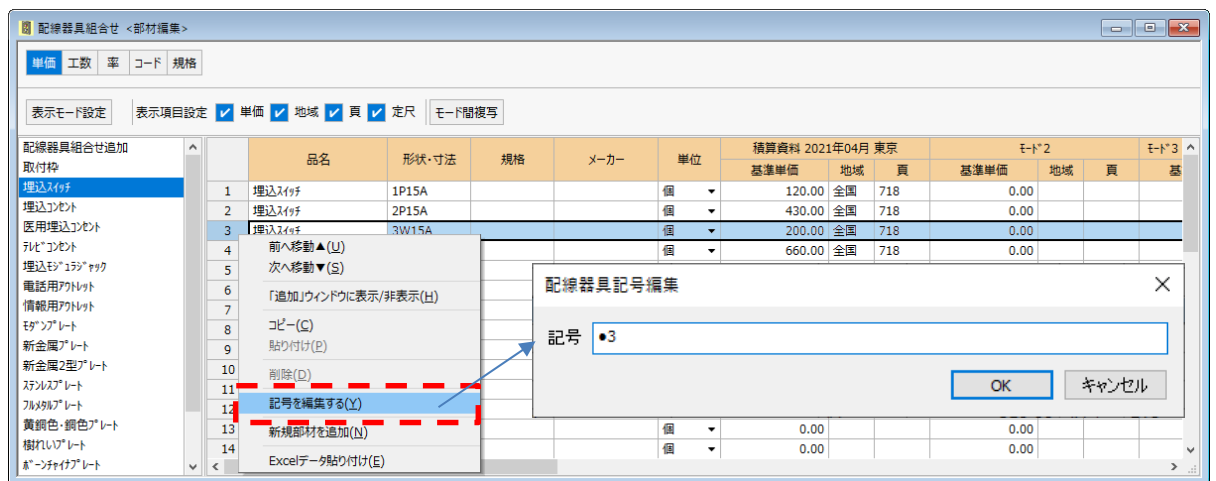 配線器具組合せ <部材編集>
単価 工数 率 コード 規格
表示モード設定 表示項目設定 単価 地域 頁 定尺 モード間複写
配線器具組合せ追加
取付枠
埋込スイッチ
埋込コンセント
医用埋込コンセント
テレビコンセント
埋込モジュラジャック
電話用アウトレット
情報用アウトレット
モダンプレート
新金属プレート
新金属2型プレート
ステンレスプレート
フルメタルプレート
黄銅色・銅色プレート
樹れいプレート
ボーンチャイナプレート
品名 形状・寸法 規格 メーカー 単位 積算資料 2021年04月 東京 モード2 モード3
基準単価 地域 頁 基準単価 地域 頁 基
1 埋込スイッチ 1P15A 個 120.00 全国 718 0.00
2 埋込スイッチ 2P15A 個 430.00 全国 718 0.00
3 埋込スイッチ 3W15A 個 200.00 全国 718 0.00
4 個 660.00 全国 718 0.00
5
6
7
8
9
10
11
12
13 個 0.00 0.00
14 個 0.00 0.00
前へ移動▲(U)
次へ移動▼(S)
「追加」ウィンドウに表示/非表示(H)
コピー(C)
貼り付け(P)
削除(D)
記号を編集する(Y)
新規部材を追加(N)
Excelデータ貼り付け(E)
配線器具記号編集
記号 ●3
OK キャンセル